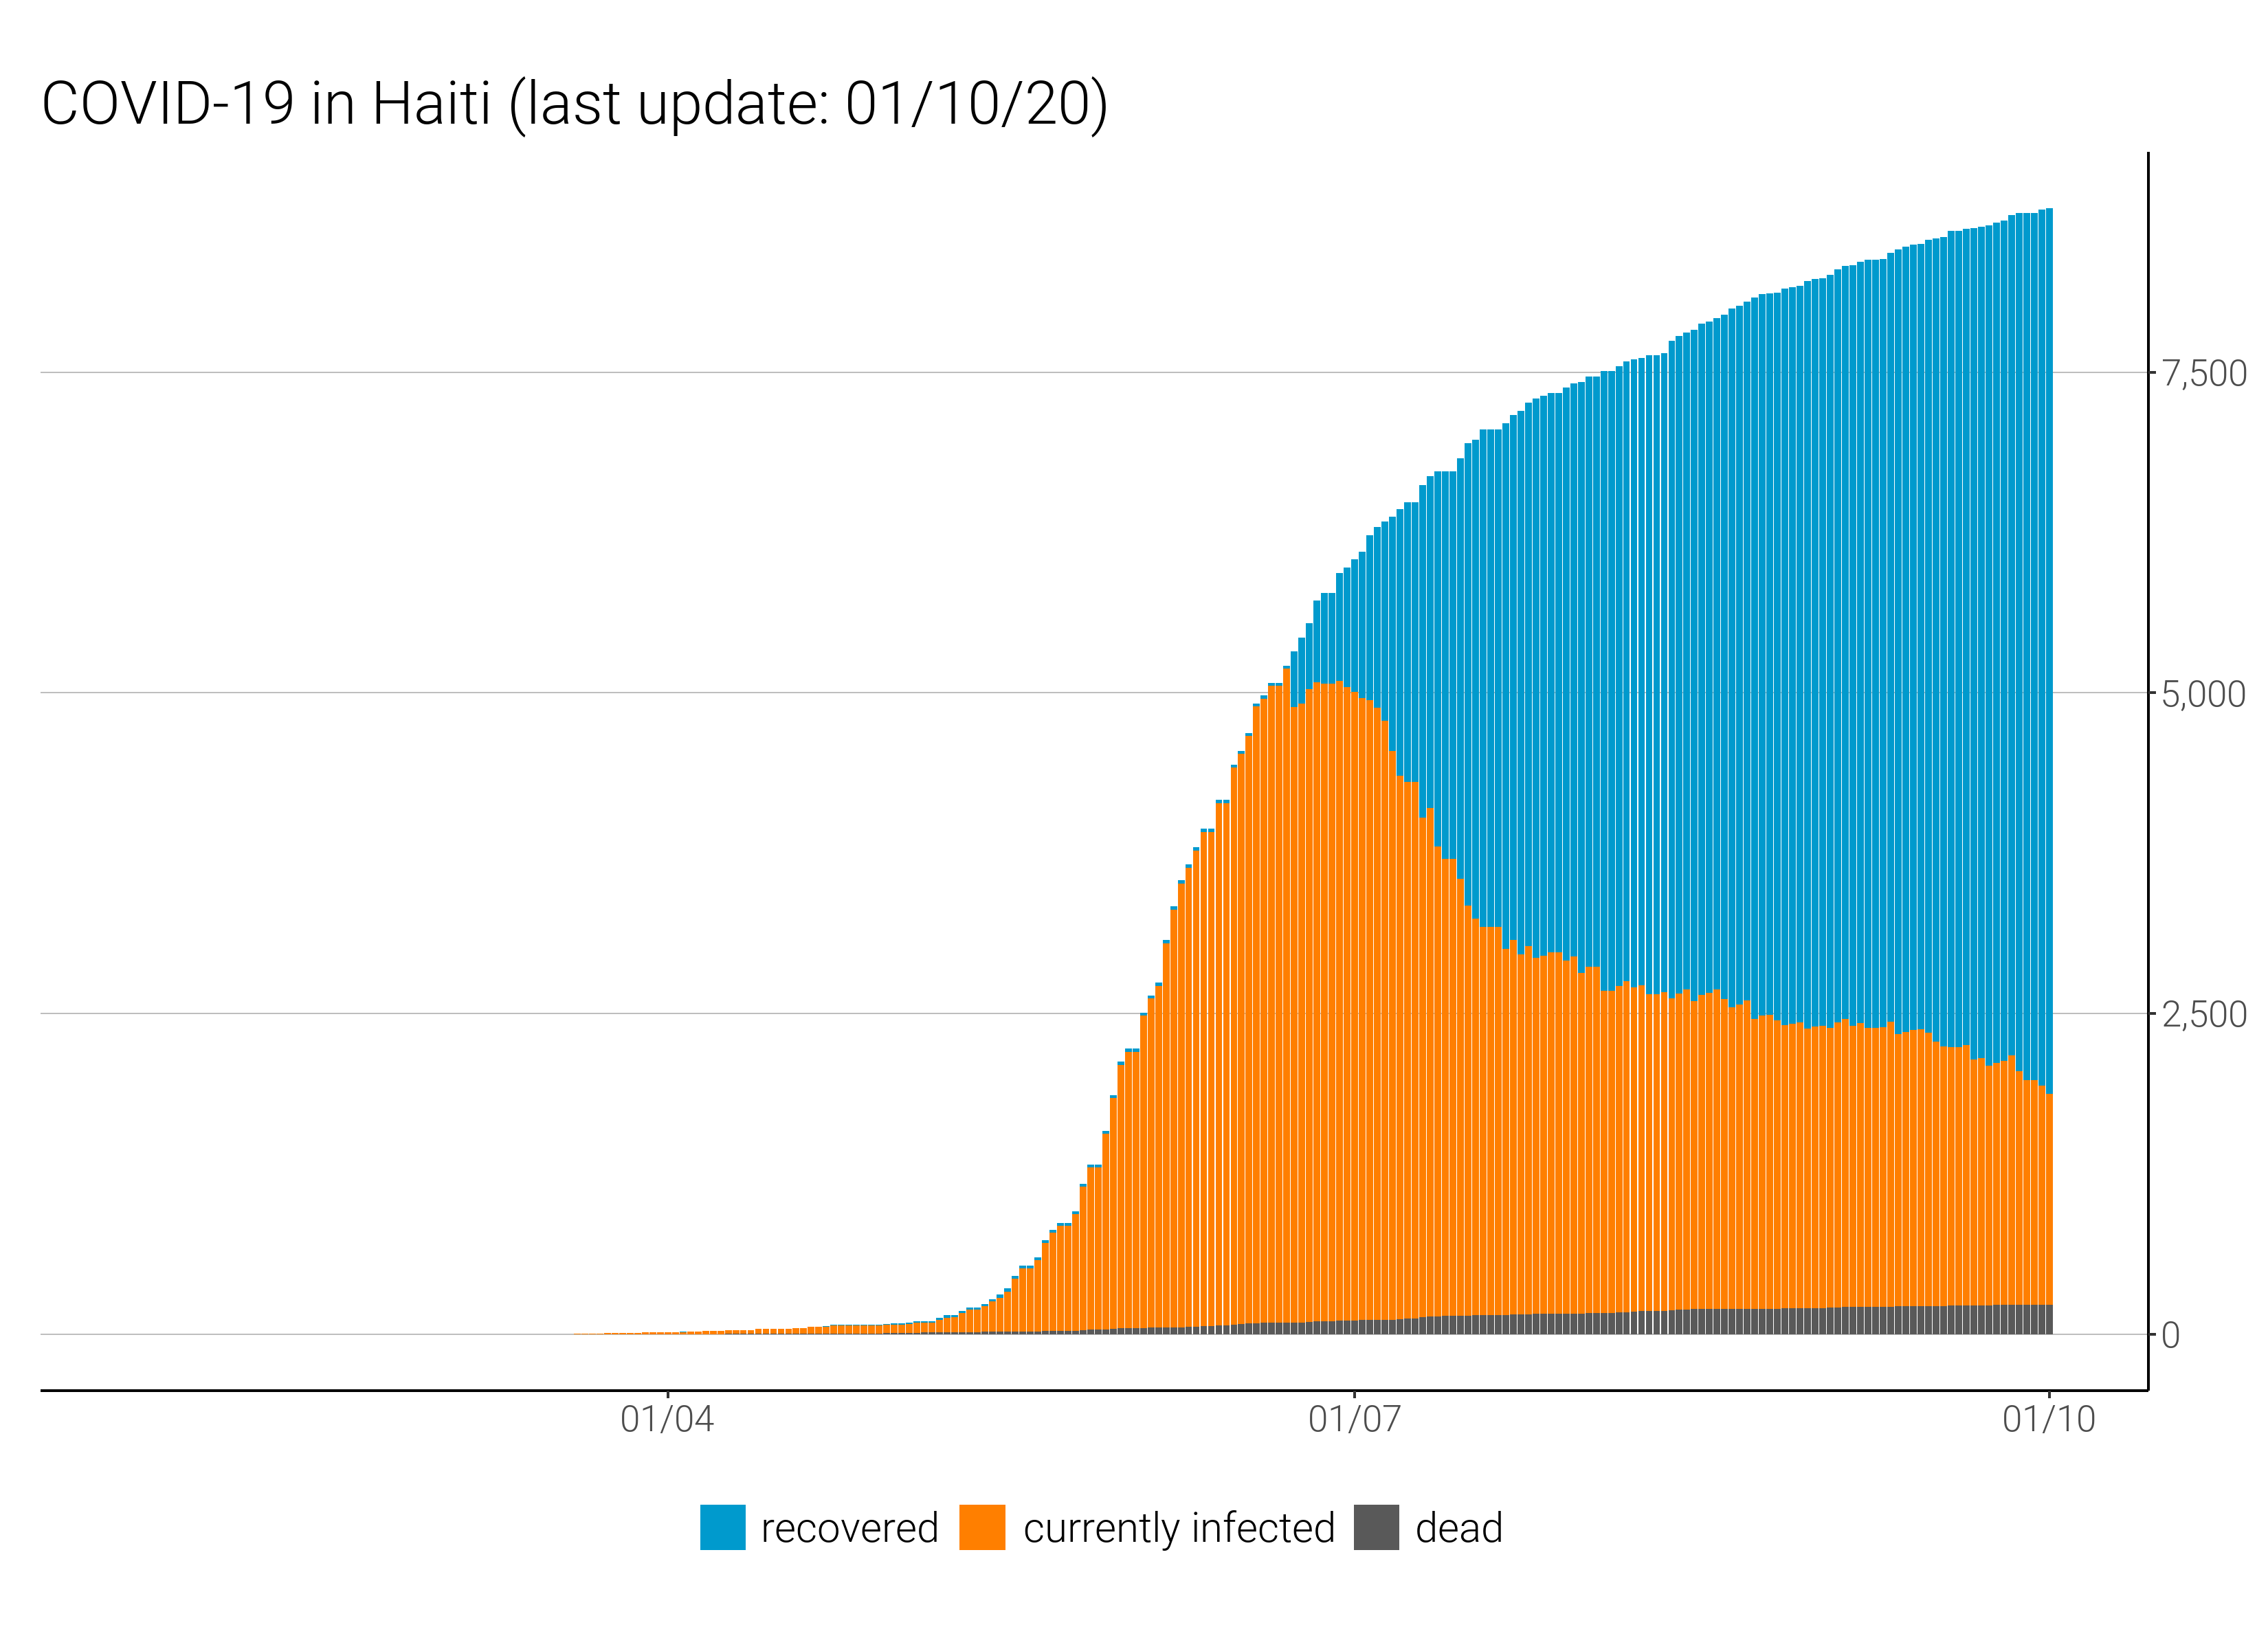 COVID-19 in Haiti (last update: 01/10/20)
7,500
5,000
2,500
0
01/04 01/07 01/10
recovered currently infected dead